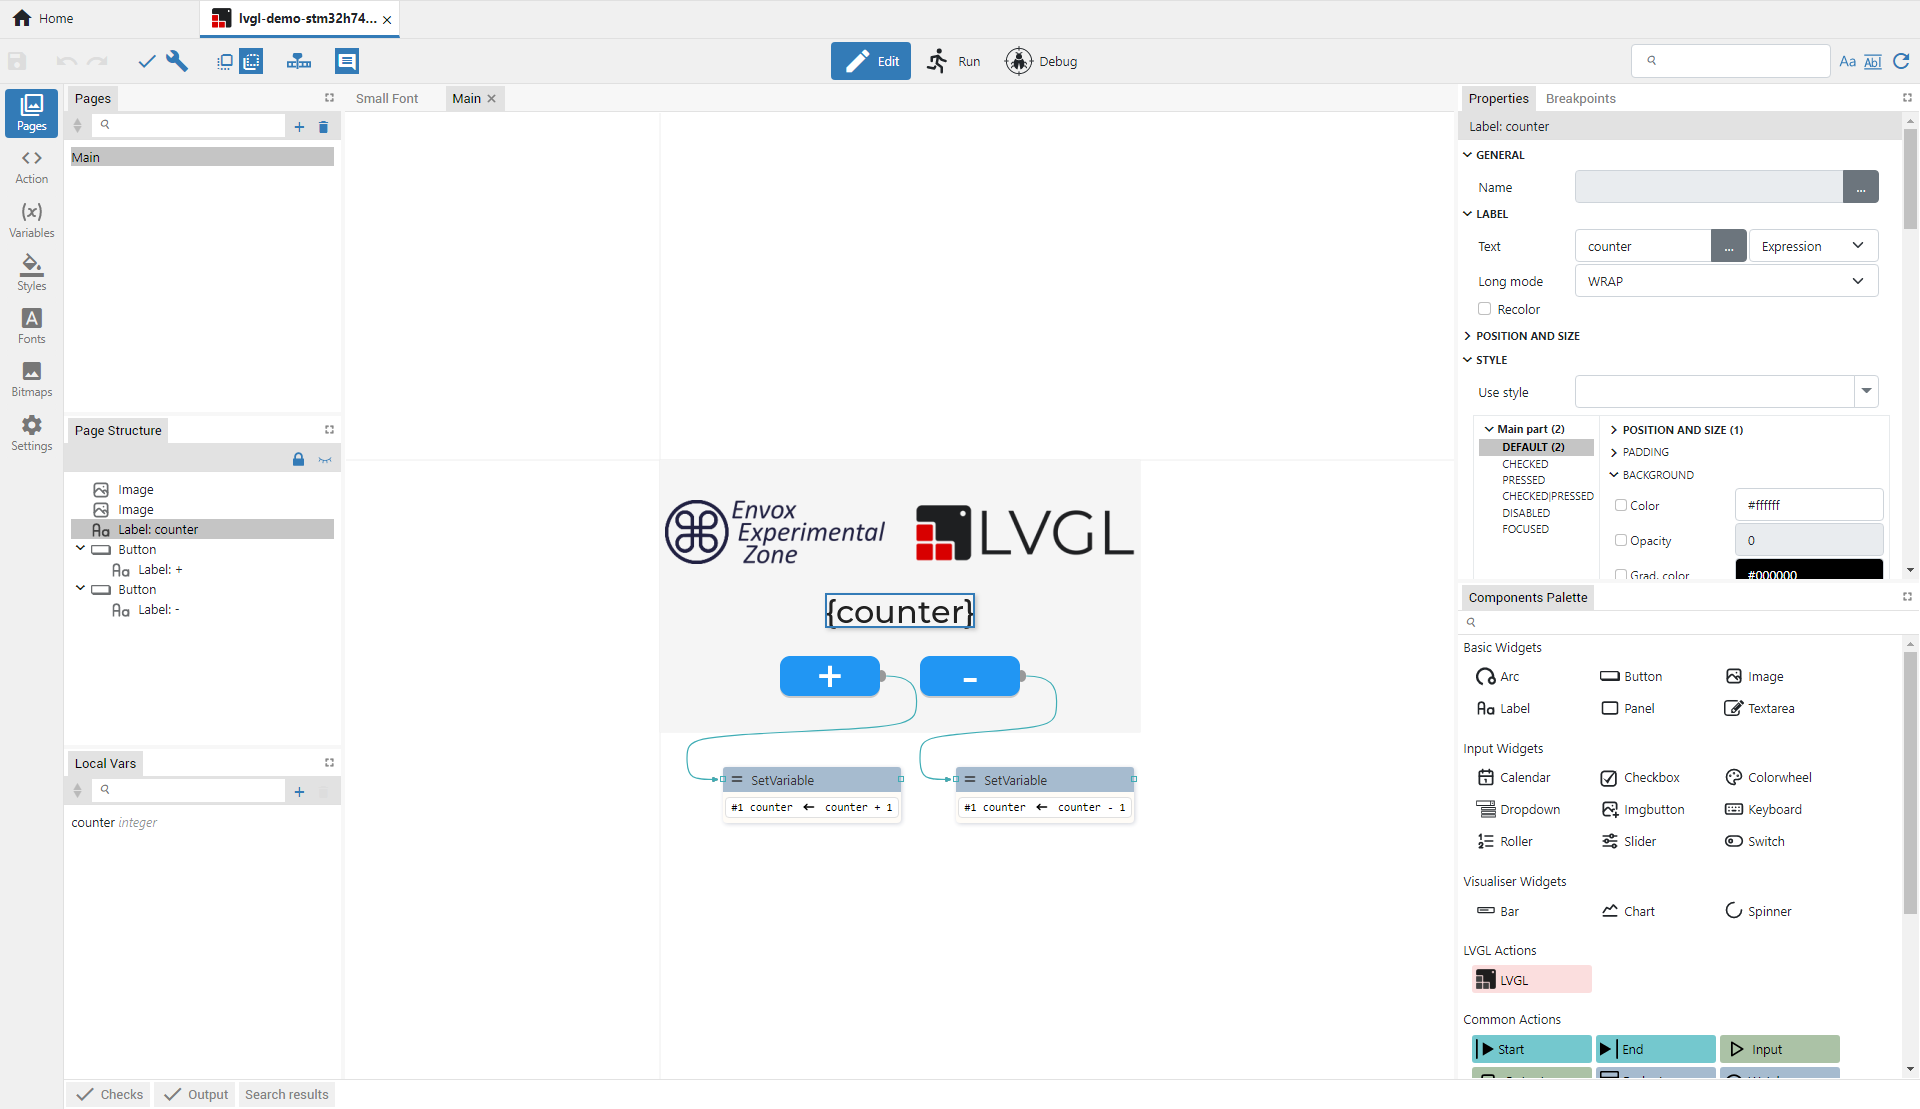 Home
lvgl-demo-stm32h74...
Edit
Run
Debug
Aa
Ab|
Pages
Action
(x)
Variables
Styles
A
Fonts
Bitmaps
Settings
Pages
Main
Page Structure
Image
Image
Aa Label: counter
Button
Aa Label: +
Button
Aa Label: -
Local Vars
counter integer
Small Font
Main
Envox
Experimental
Zone
LVGL
{counter}
+
-
= SetVariable
#1 counter ← counter + 1
= SetVariable
#1 counter ← counter - 1
Properties
Breakpoints
Label: counter
GENERAL
Name
...
LABEL
Text
counter
...
Expression
Long mode
WRAP
Recolor
POSITION AND SIZE
STYLE
Use style
Main part (2)
DEFAULT (2)
CHECKED
PRESSED
CHECKED|PRESSED
DISABLED
FOCUSED
POSITION AND SIZE (1)
PADDING
BACKGROUND
Color
#ffffff
Opacity
0
Grad. color
#000000
Components Palette
Basic Widgets
Arc
Button
Image
Aa Label
Panel
Textarea
Input Widgets
Calendar
Checkbox
Colorwheel
Dropdown
Imgbutton
Keyboard
Roller
Slider
Switch
Visualiser Widgets
Bar
Chart
Spinner
LVGL Actions
LVGL
Common Actions
Start
End
Input
Checks
Output
Search results